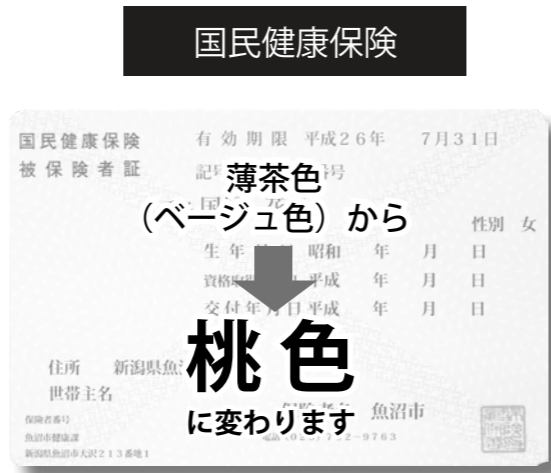 国民健康保険
国民健康保険
被保険者証
有効期限 平成26年 7月31日
薄茶色
（ベージュ色）から
性別 女
生年 昭和 年 月 日
平成 年 月 日
交付年月日 平成 年 月 日
桃色
に変わります
住所 新潟県魚
世帯主名
魚沼市
保険者番号
魚沼市健康課
新潟県魚沼市大沢213番地1